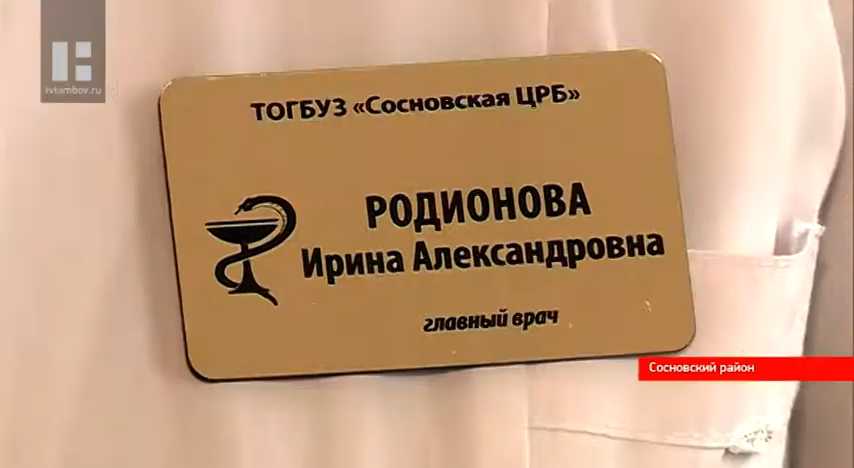 ivtambov.ru
ТОГБУЗ «Сосновская ЦРБ»
РОДИОНОВА
Ирина Александровна
главный врач
Сосновский район